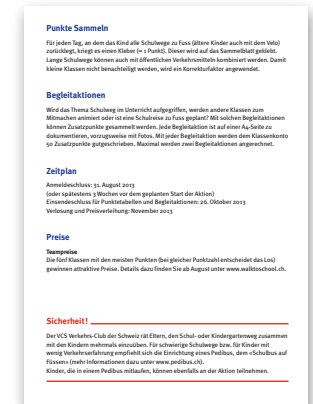 Punkte Sammeln
Für jeden Tag, an dem das Kind alle Schulwege zu Fuss (ältere Kinder auch mit dem Velo)
zurücklegt, kriegt es einen Kleber (= 1 Punkt). Dieser wird auf das Sammelblatt geklebt.
Lange Schulwege können auch mit öffentlichen Verkehrsmitteln kombiniert werden. Damit
kleine Klassen nicht benachteiligt werden, wird ein Korrekturfaktor angewendet.
Begleitaktionen
Wird das Thema Schulweg im Unterricht aufgegriffen, werden andere Klassen zum
Mitmachen animiert oder ist eine Schulreise zu Fuss geplant? Mit solchen Begleitaktionen
können Zusatzpunkte gesammelt werden. Jede Begleitaktion ist auf einer A4-Seite zu
dokumentieren, vorzugsweise mit Fotos. Mit jeder Begleitaktion werden dem Klassenkonto
50 Zusatzpunkte gutgeschrieben. Maximal werden zwei Begleitaktionen angerechnet.
Zeitplan
Anmeldeschluss: 31. August 2013
(oder spätestens 3 Wochen vor dem geplanten Start der Aktion)
Einsendeschluss für Punktetabellen und Begleitaktionen: 26. Oktober 2013
Verlosung und Preisverleihung: November 2013
Preise
Teampreise
Die fünf Klassen mit den meisten Punkten (bei gleicher Punktzahl entscheidet das Los)
gewinnen attraktive Preise. Details dazu finden Sie ab August unter www.walktoschool.ch.
Sicherheit!
Der VCS Verkehrs-Club der Schweiz rät Eltern, den Schul- oder Kindergartenweg zusammen
mit den Kindern mehrmals einzuüben. Für schwierige Schulwege bzw. für Kinder mit
wenig Verkehrserfahrung empfiehlt sich die Einrichtung eines Pedibus, dem «Schulbus auf
Füssen» (mehr Informationen dazu unter www.pedibus.ch).
Kinder, die in einem Pedibus mitlaufen, können ebenfalls an der Aktion teilnehmen.